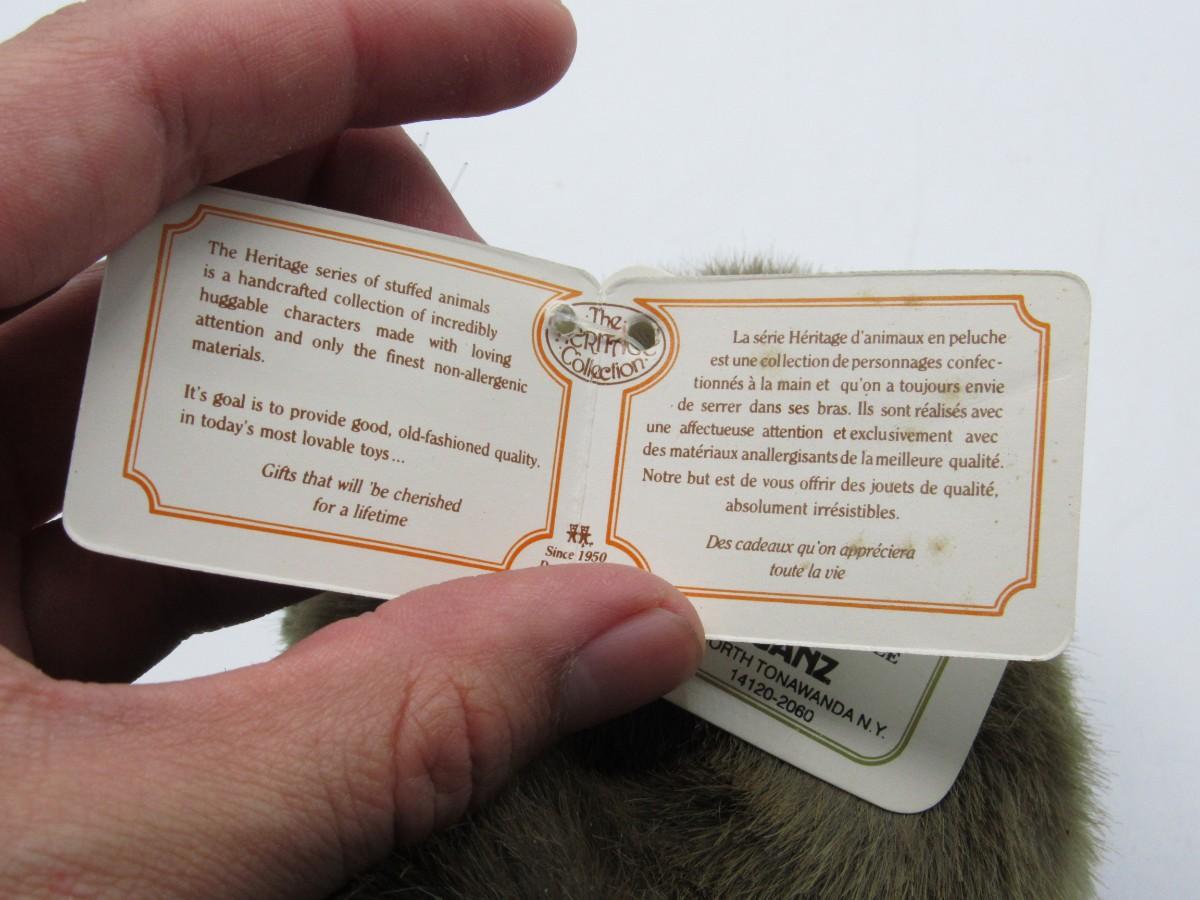 The Heritage series of stuffed animals
is a handcrafted collection of incredibly
huggable characters made with loving
attention and only the finest non-allergenic
materials.
It's goal is to provide good, old-fashioned quality.
in today's most lovable toys...
Gifts that will 'be cherished
for a lifetime
The
HERITAGE
Collection
Since 1950
La série Héritage d'animaux en peluche
est une collection de personnages confec-
tionnés à la main et qu'on a toujours envie
de serrer dans ses bras. Ils sont réalisés avec
une affectueuse attention et exclusivement avec
des matériaux anallergisants de la meilleure qualité.
Notre but est de vous offrir des jouets de qualité,
absolument irrésistibles.
Des cadeaux qu'on appréciera
toute la vie
GANZ
NORTH TONAWANDA N.Y.
14120-2060